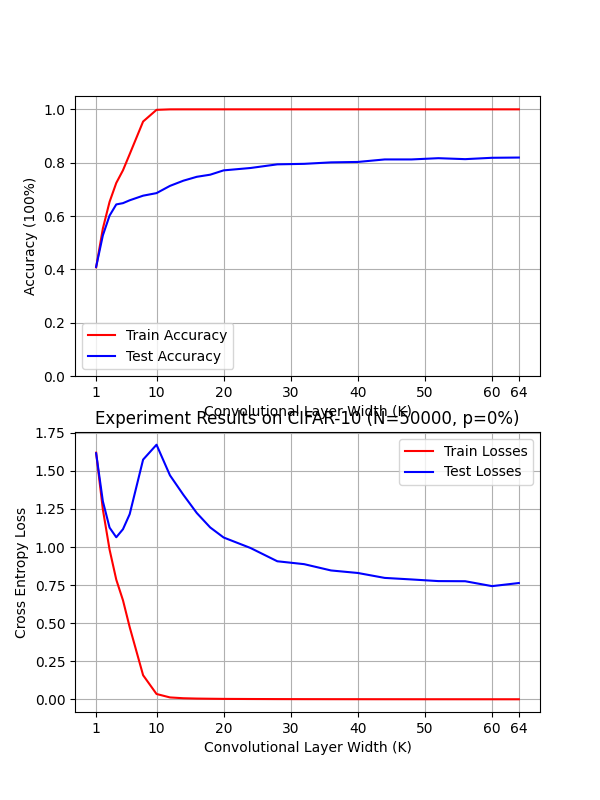 1.0
0.8
0.6
0.4
0.2
0.0
Accuracy (100%)
Train Accuracy
Test Accuracy
1 10 20 30 40 50 60 64
Convolutional Layer Width (K)
Experiment Results on CIFAR-10 (N=50000, p=0%)
1.75
1.50
1.25
1.00
0.75
0.50
0.25
0.00
Cross Entropy Loss
Train Losses
Test Losses
1 10 20 30 40 50 60 64
Convolutional Layer Width (K)